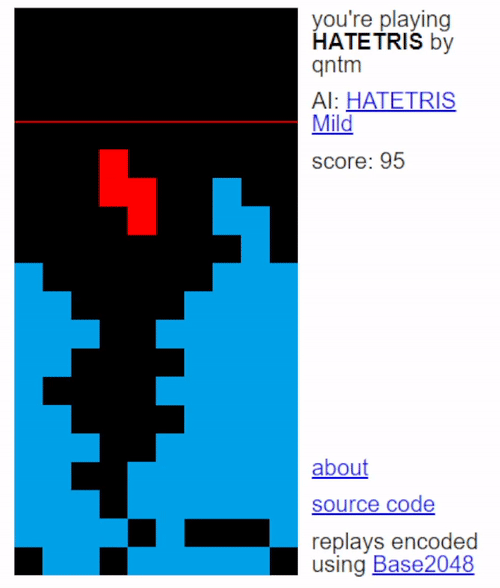 you're playing
HATETRIS by
qntm
AI: HATETRIS
Mild
score: 95
about
source code
replays encoded
using Base2048